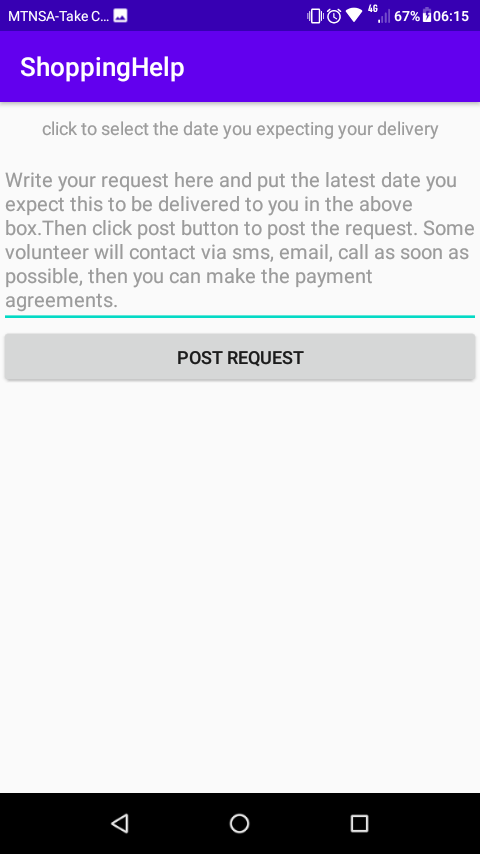 MTNSA-Take C... 4G 67% 06:15
ShoppingHelp
click to select the date you expecting your delivery
Write your request here and put the latest date you
expect this to be delivered to you in the above
box.Then click post button to post the request. Some
volunteer will contact via sms, email, call as soon as
possible, then you can make the payment
agreements.
POST REQUEST